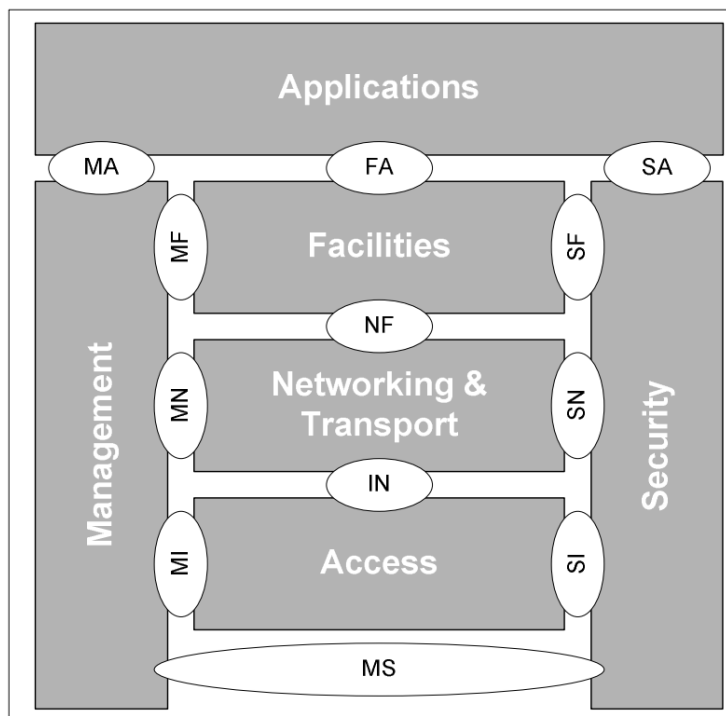 Applications
MA
FA
SA
MF
Facilities
SF
NF
Management
MN
Networking &
Transport
SN
Security
IN
MI
Access
SI
MS